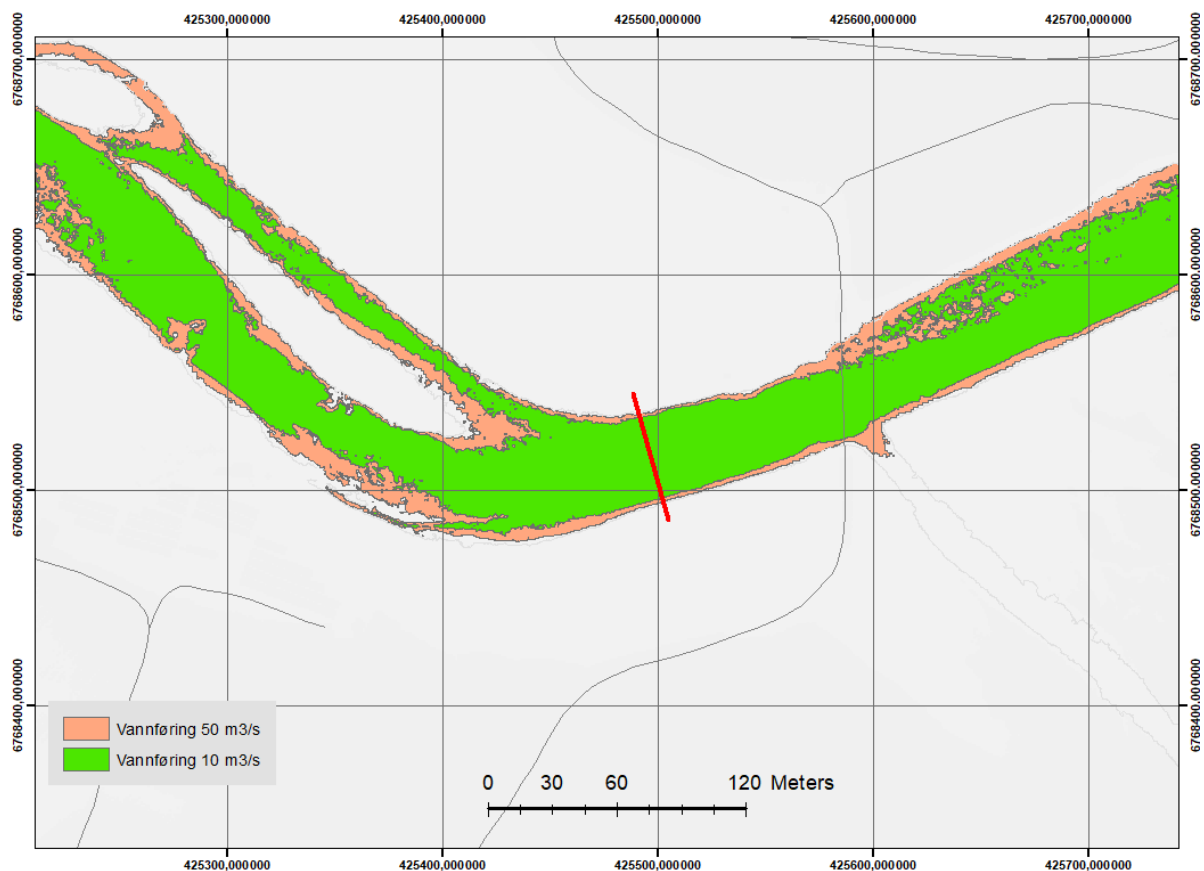 425300,000000 425400,000000 425500,000000 425600,000000 425700,000000
6768700,000000 6768700,000000
6768600,000000 6768600,000000
6768500,000000 6768500,000000
6768400,000000 6768400,000000
Vannføring 50 m3/s
Vannføring 10 m3/s
0 30 60 120 Meters
425300,000000 425400,000000 425500,000000 425600,000000 425700,000000